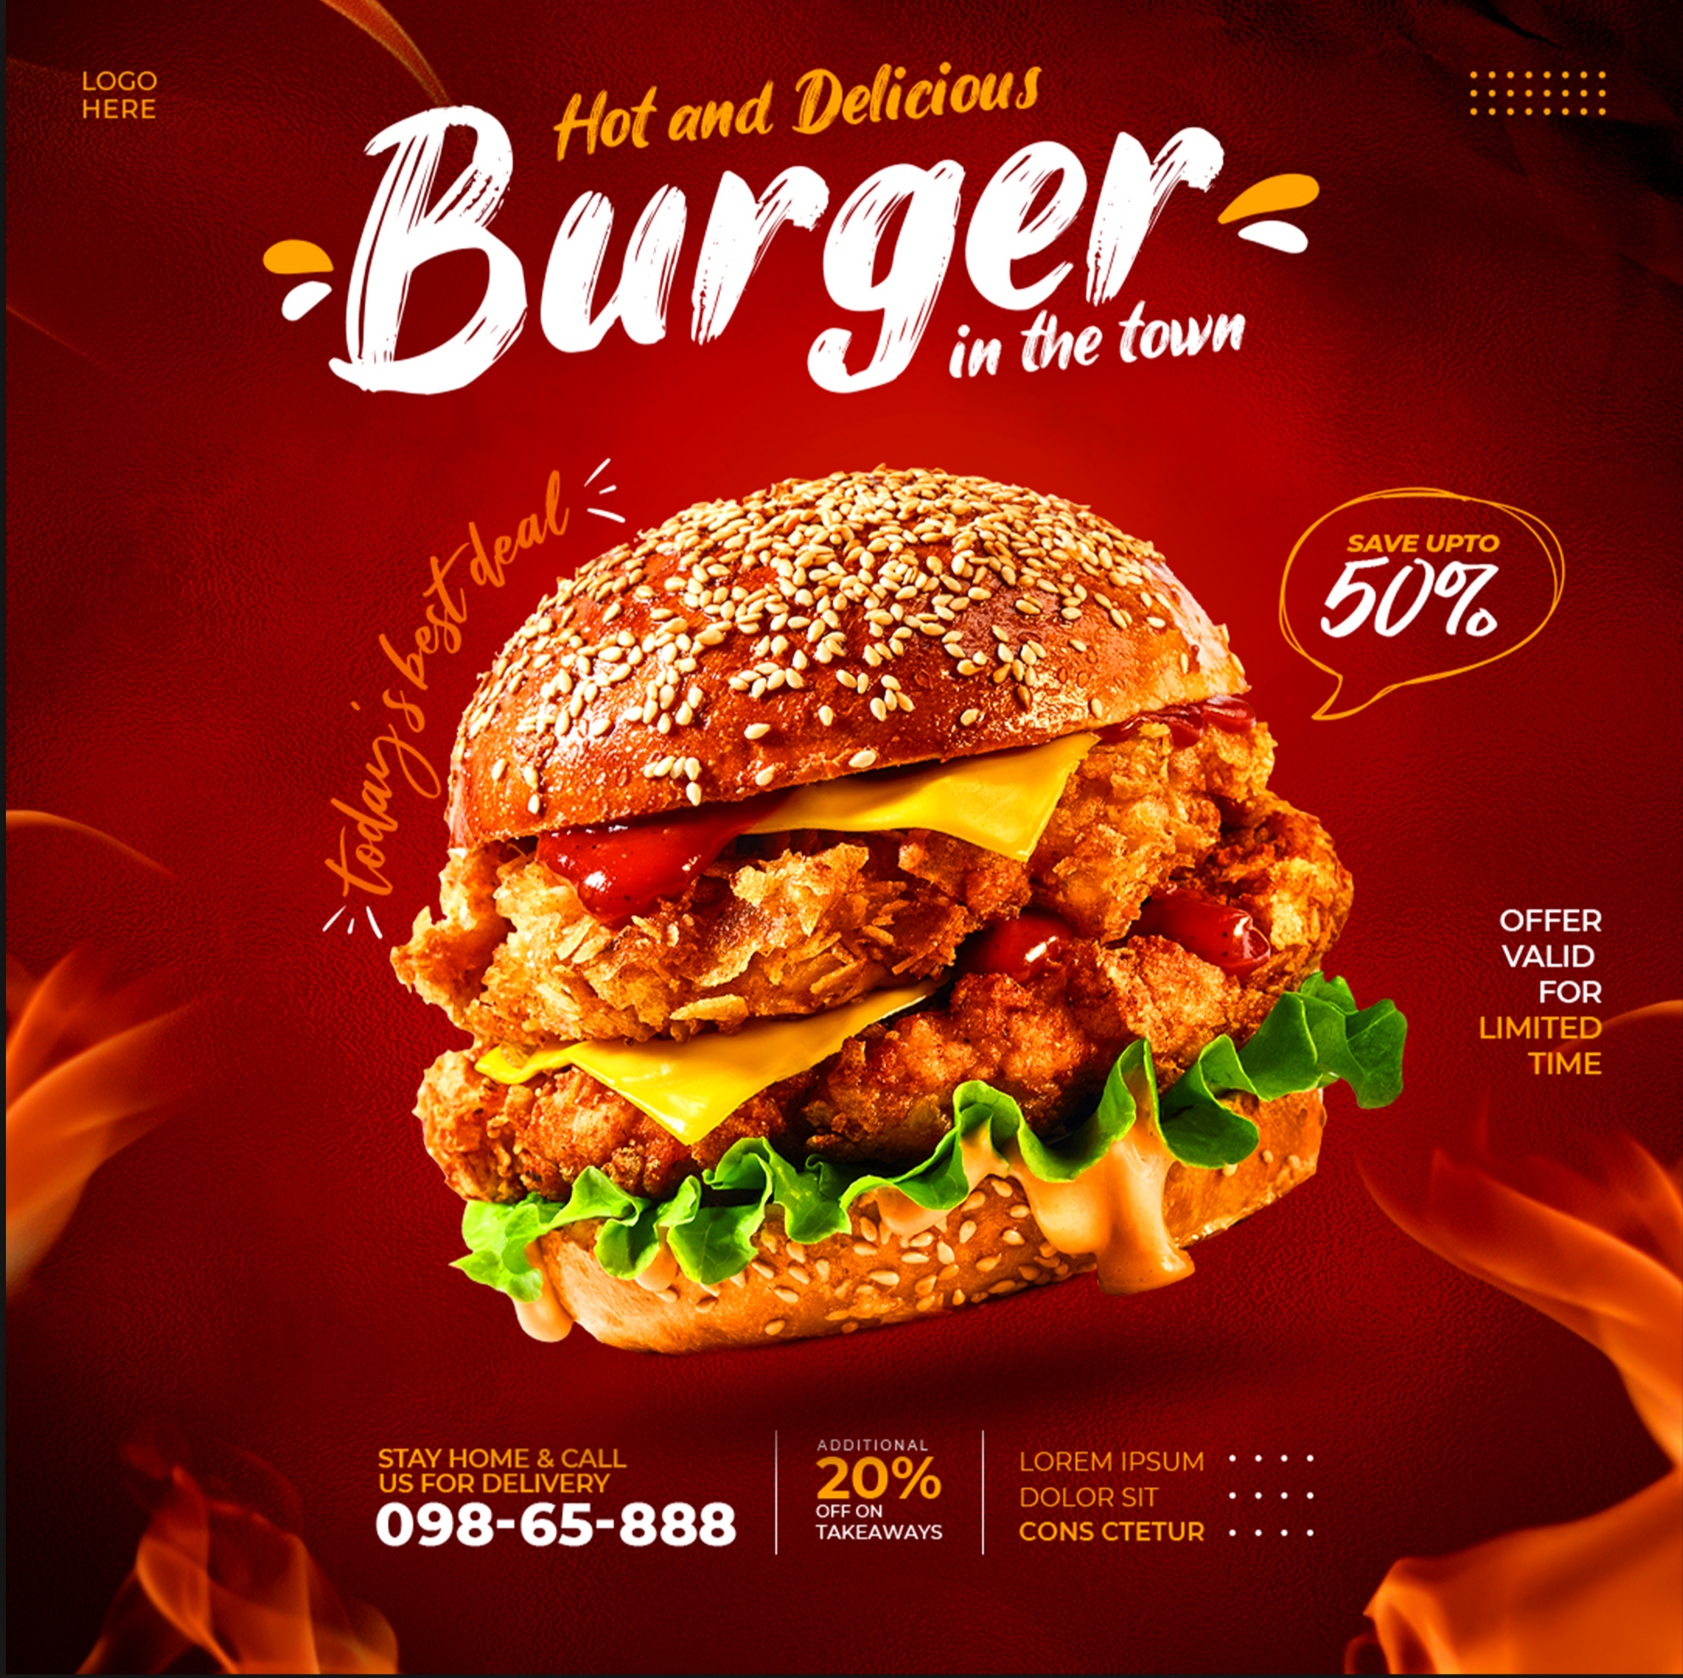 LOGO
HERE
Hot and Delicious
Burger
in the town
today's best deal
SAVE UPTO
50%
OFFER
VALID
FOR
LIMITED
TIME
STAY HOME & CALL
US FOR DELIVERY
098-65-888
ADDITIONAL
20%
OFF ON
TAKEAWAYS
LOREM IPSUM
DOLOR SIT
CONS CTETUR